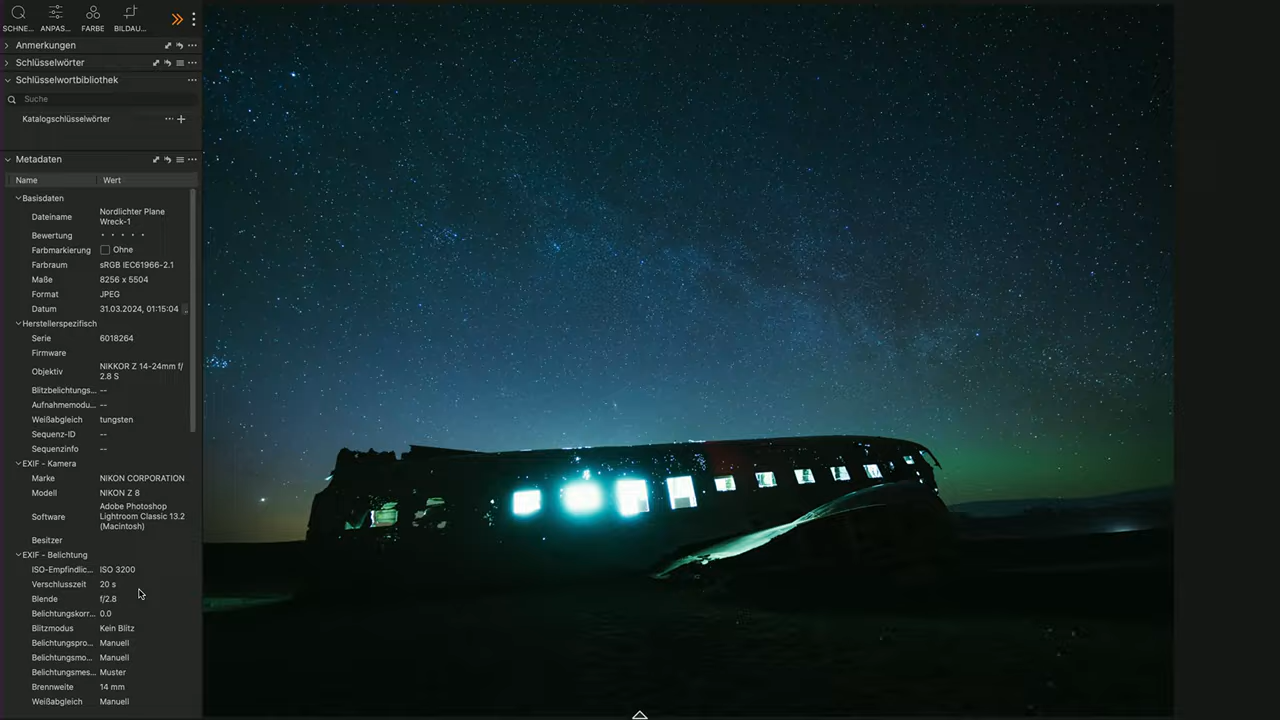 SCHNE... ANPAS... FARBE BILDAU...
Anmerkungen
Schlüsselwörter
Schlüsselwortbibliothek
Suche
Katalogschlüsselwörter
Metadaten
Name Wert
Basisdaten
Dateiname Nordlichter Plane
Wreck-1
Bewertung
Farbmarkierung Ohne
Farbraum sRGB IEC61966-2.1
Maße 8256 x 5504
Format JPEG
Datum 31.03.2024, 01:15:04
Herstellerspezifisch
Serie 6018264
Firmware
Objektiv NIKKOR Z 14-24mm f/
2.8 S
Blitzbelichtungs... --
Aufnahmemodu... --
Weißabgleich tungsten
Sequenz-ID --
Sequenzinfo --
EXIF - Kamera
Marke NIKON CORPORATION
Modell NIKON Z 8
Software Adobe Photoshop
Lightroom Classic 13.2
(Macintosh)
Besitzer
EXIF - Belichtung
ISO-Empfindlic... ISO 3200
Verschlusszeit 20 s
Blende f/2.8
Belichtungskorr... 0.0
Blitzmodus Kein Blitz
Belichtungspro... Manuell
Belichtungsmo... Manuell
Belichtungsmes... Muster
Brennweite 14 mm
Weißabgleich Manuell